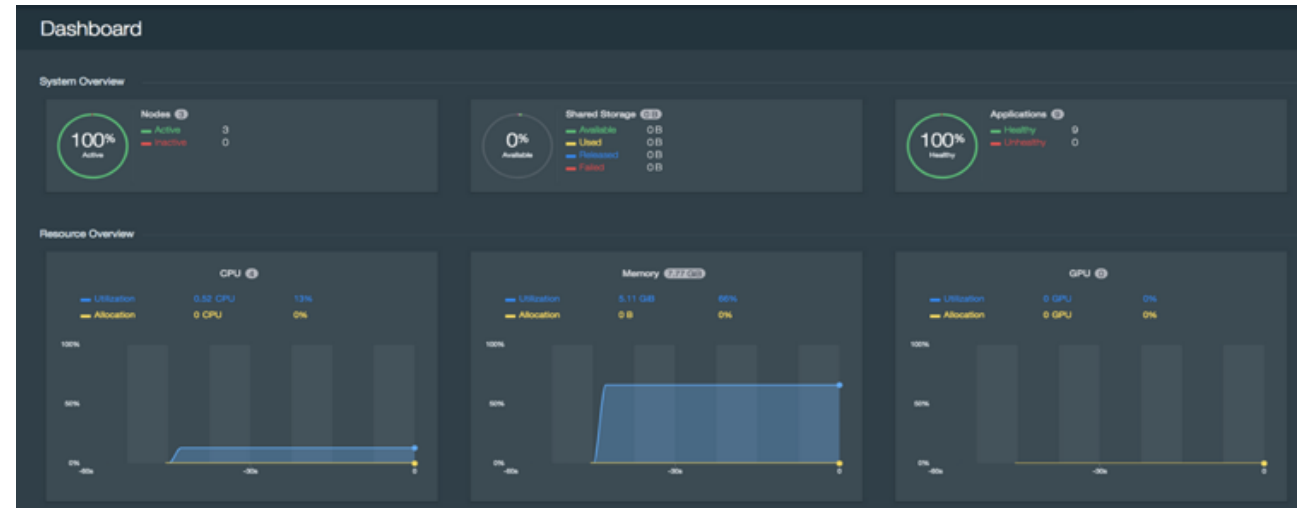 Dashboard
System Overview
Nodes 3
100% Active
Active 3
Inactive 0
Shared Storage 0 B
0% Available
Available 0 B
Used 0 B
Released 0 B
Failed 0 B
Applications
100% Healthy
Healthy 9
Unhealthy 0
Resource Overview
CPU 4
Utilization 0.52 CPU 13%
Allocation 0 CPU 0%
100%
50%
0%
-60s -30s 0
Memory 7.77 GiB
Utilization 5.11 GiB 66%
Allocation 0 B 0%
100%
50%
0%
-60s -30s 0
GPU 0
Utilization 0 GPU 0%
Allocation 0 GPU 0%
100%
50%
0%
-60s -30s 0